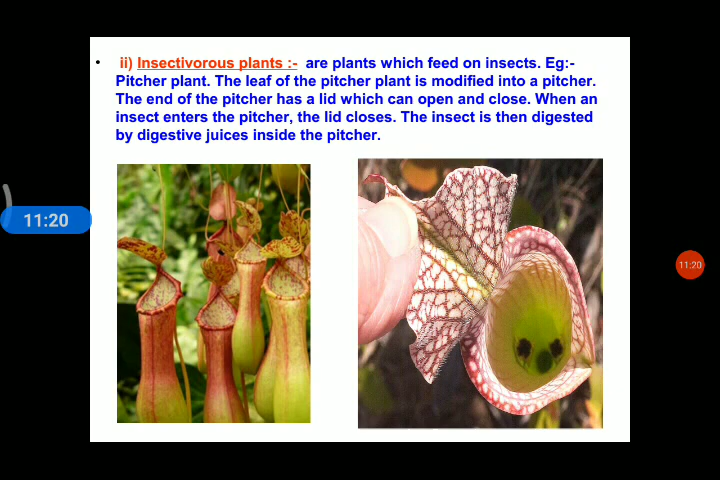 • ii) Insectivorous plants :- are plants which feed on insects. Eg:-
Pitcher plant. The leaf of the pitcher plant is modified into a pitcher.
The end of the pitcher has a lid which can open and close. When an
insect enters the pitcher, the lid closes. The insect is then digested
by digestive juices inside the pitcher.
11:20
11:20